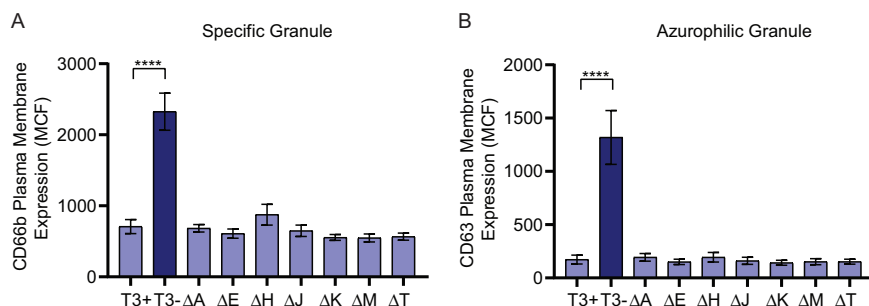 A
Specific Granule
CD66b Plasma Membrane
Expression (MCF)
3000
2000
1000
0
****
T3+ T3- ΔA ΔE ΔH ΔJ ΔK ΔM ΔT
B
Azurophilic Granule
CD63 Plasma Membrane
Expression (MCF)
2000
1500
1000
500
0
****
T3+ T3- ΔA ΔE ΔH ΔJ ΔK ΔM ΔT